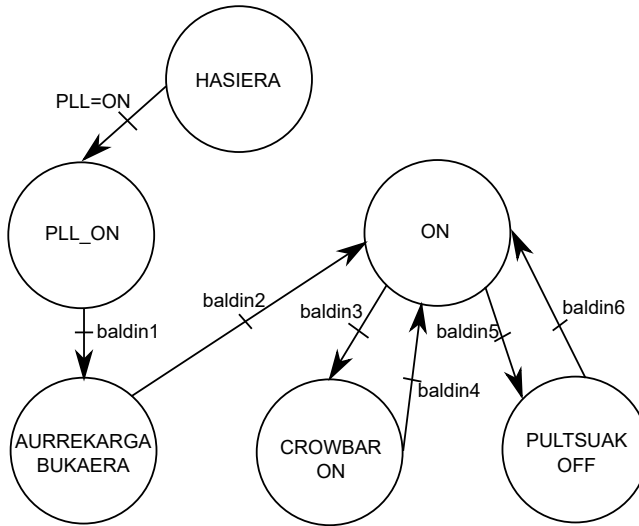 HASIERA
PLL=ON
PLL_ON
ON
baldin2
baldin3
baldin6
baldin1
baldin5
baldin4
AURREKARGA
BUKAERA
CROWBAR
ON
PULTSUAK
OFF